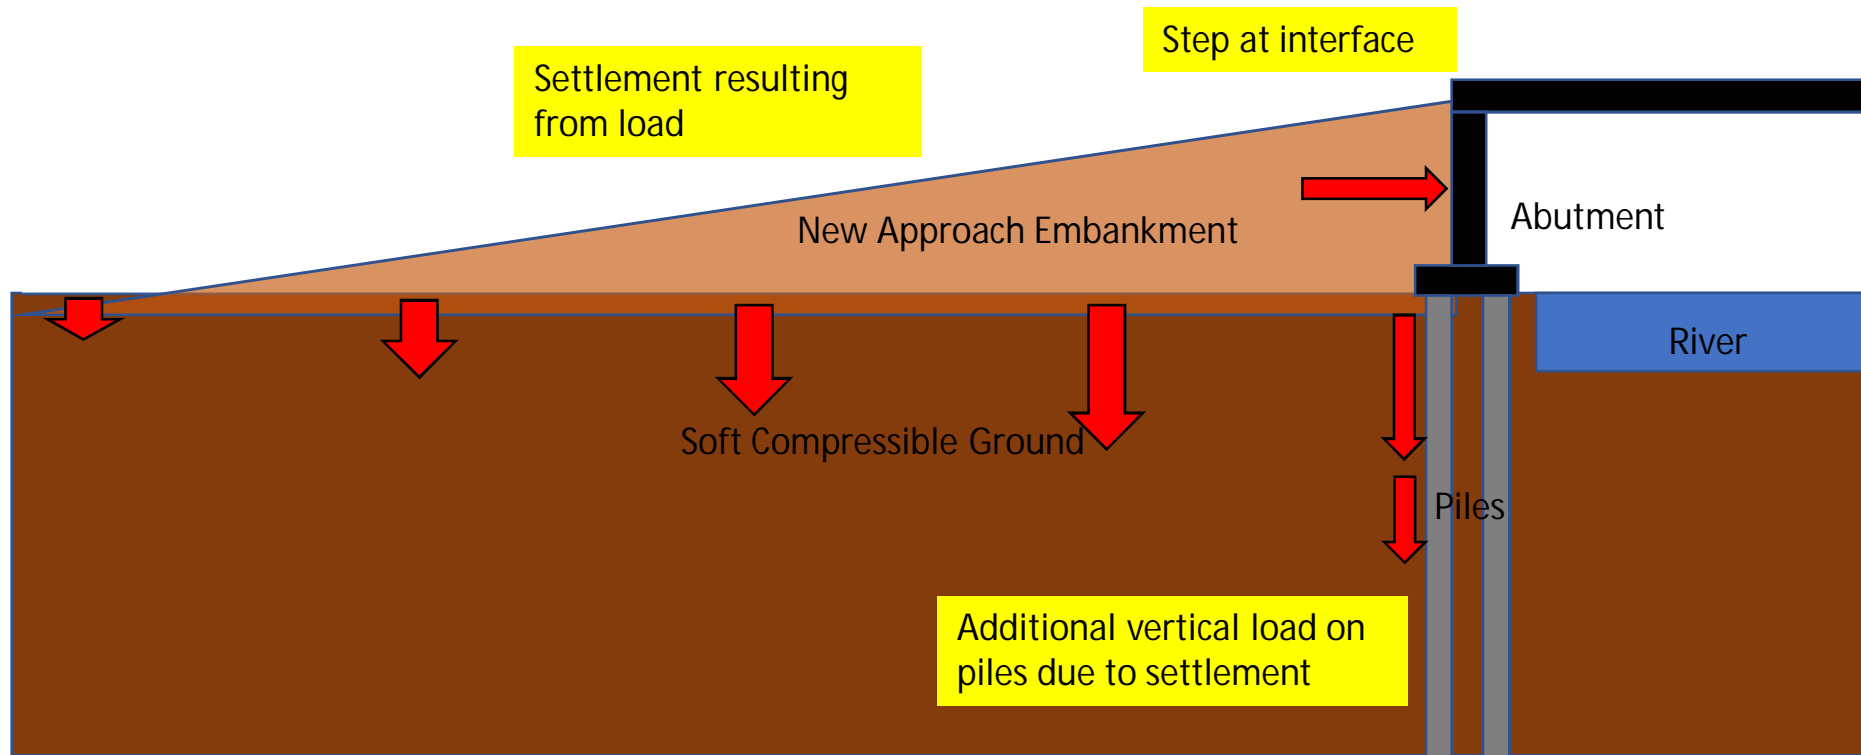 Step at interface
Settlement resulting
from load
New Approach Embankment
Abutment
River
Soft Compressible Ground
Piles
Additional vertical load on
piles due to settlement